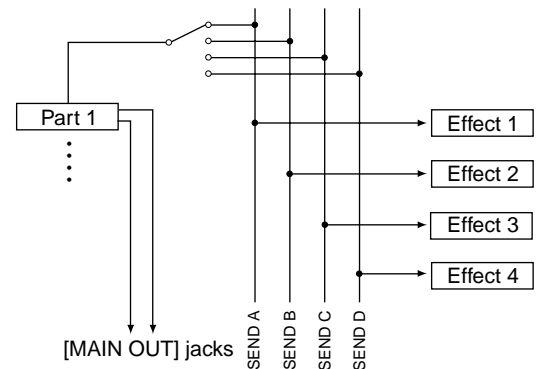 Part 1
Effect 1
Effect 2
Effect 3
Effect 4
[MAIN OUT] jacks
SEND A
SEND B
SEND C
SEND D